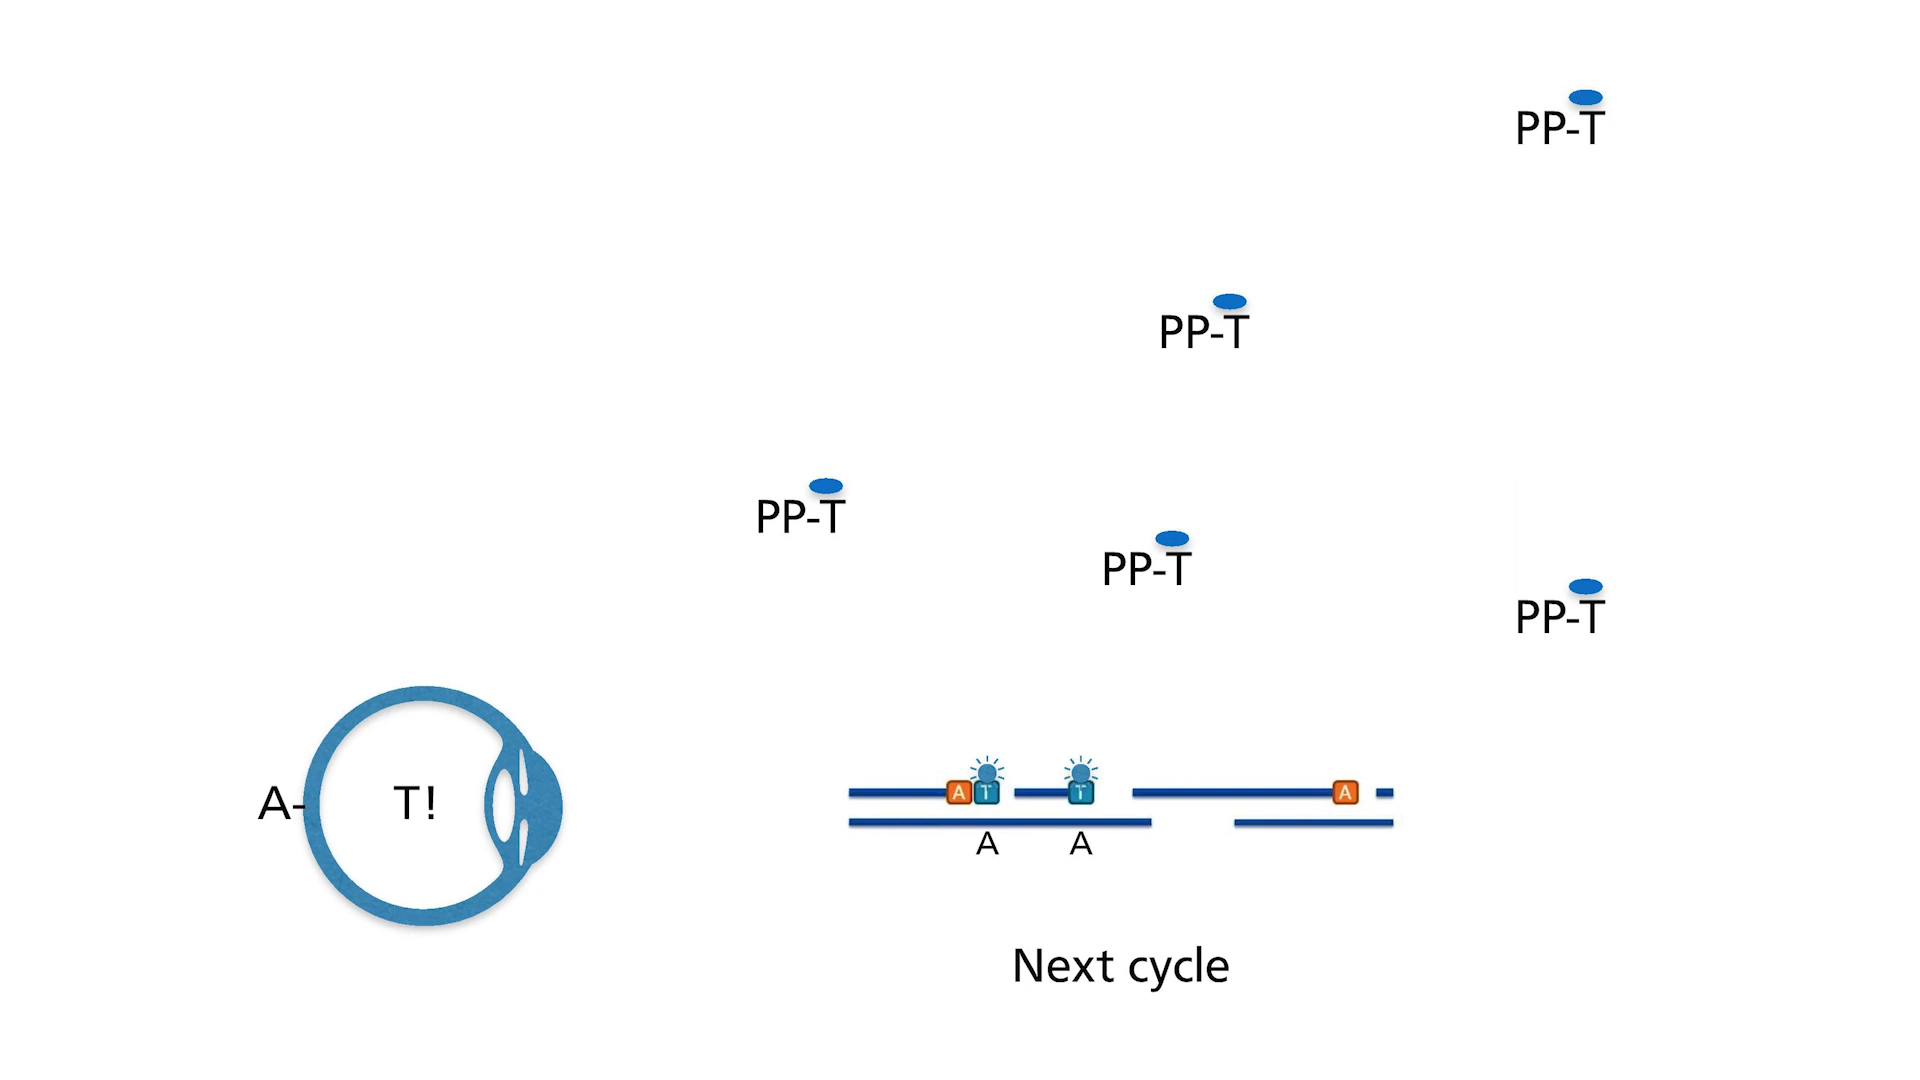 PP-T
PP-T
PP-T
PP-T
PP-T
A- T!
A T T A
A A
Next cycle